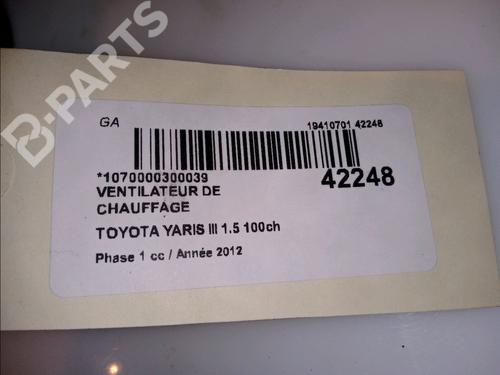 B-PARTS
GA
19410701 42248
*1070000300039
42248
VENTILATEUR DE
CHAUFFAGE
TOYOTA YARIS III 1.5 100ch
Phase 1 cc / Année 2012